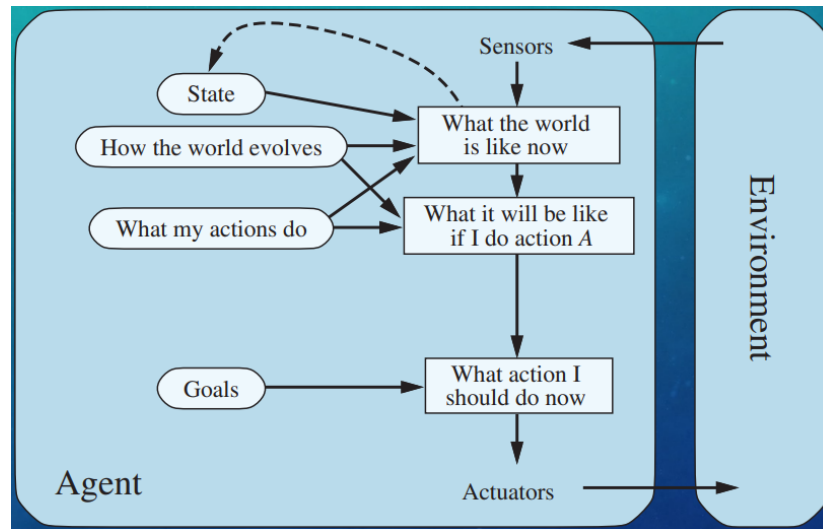 Sensors
State
What the world
is like now
How the world evolves
What it will be like
if I do action A
What my actions do
Environment
What action I
should do now
Goals
Agent
Actuators